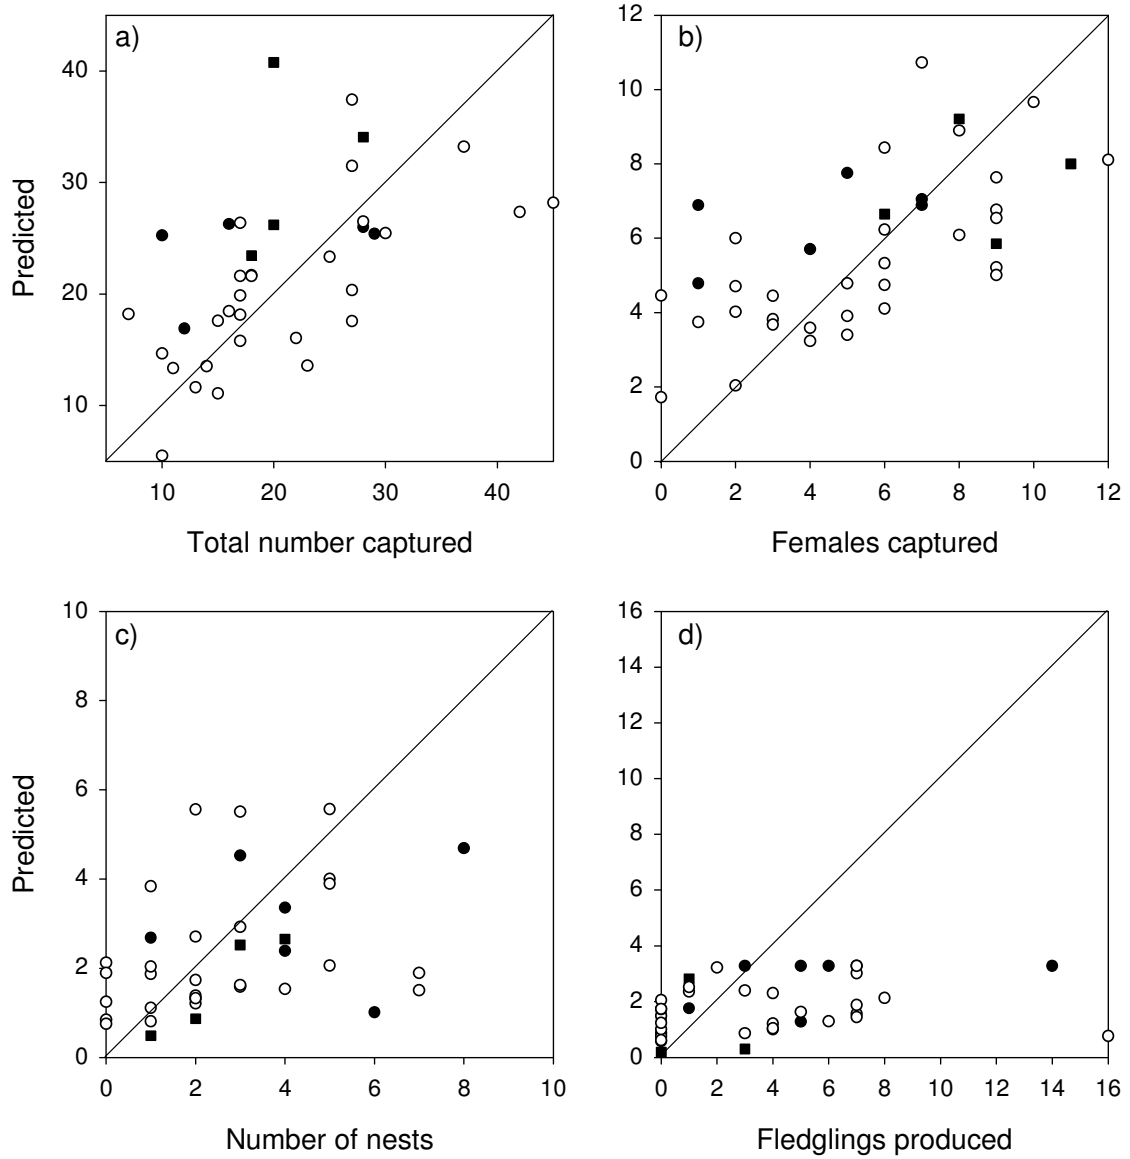 a)
40
30
20
10
Predicted
10 20 30 40
Total number captured
b)
12
10
8
6
4
2
0
0 2 4 6 8 10 12
Females captured
c)
10
8
6
4
2
0
Predicted
0 2 4 6 8 10
Number of nests
d)
16
14
12
10
8
6
4
2
0
0 2 4 6 8 10 12 14 16
Fledglings produced